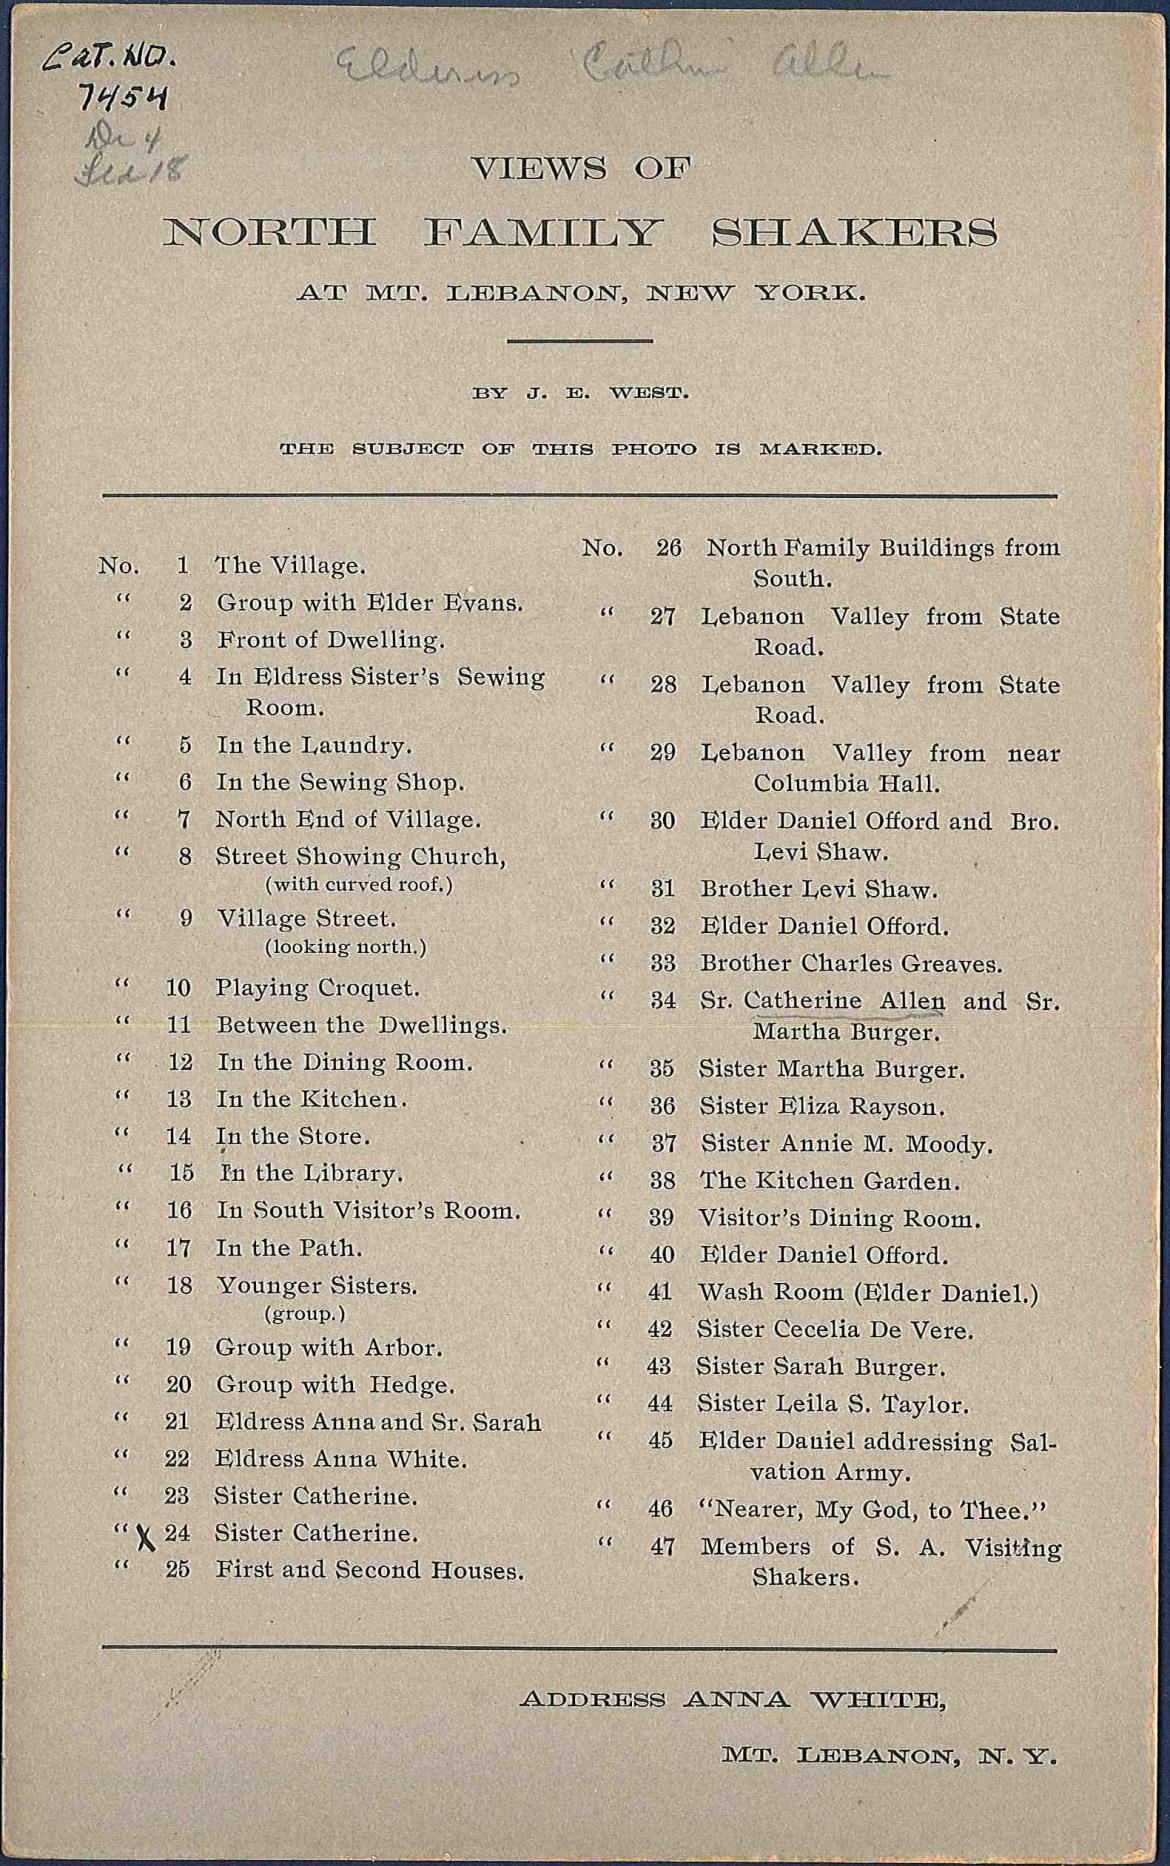 Cat. No.
7454
Dr 4
18
Eldress Cathrin Allen
VIEWS OF
NORTH FAMILY SHAKERS
AT MT. LEBANON, NEW YORK.
BY J. E. WEST.
THE SUBJECT OF THIS PHOTO IS MARKED.
No. 1 The Village.
“ 2 Group with Elder Evans.
“ 3 Front of Dwelling.
“ 4 In Eldress Sister's Sewing
Room.
“ 5 In the Laundry.
“ 6 In the Sewing Shop.
“ 7 North End of Village.
“ 8 Street Showing Church,
(with curved roof.)
“ 9 Village Street.
(looking north.)
“ 10 Playing Croquet.
“ 11 Between the Dwellings.
“ 12 In the Dining Room.
“ 13 In the Kitchen.
“ 14 In the Store.
“ 15 In the Library.
“ 16 In South Visitor's Room.
“ 17 In the Path.
“ 18 Younger Sisters.
(group.)
“ 19 Group with Arbor.
“ 20 Group with Hedge.
“ 21 Eldress Anna and Sr. Sarah
“ 22 Eldress Anna White.
“ 23 Sister Catherine.
“ X 24 Sister Catherine.
“ 25 First and Second Houses.
No. 26 North Family Buildings from
South.
“ 27 Lebanon Valley from State
Road.
“ 28 Lebanon Valley from State
Road.
“ 29 Lebanon Valley from near
Columbia Hall.
“ 30 Elder Daniel Offord and Bro.
Levi Shaw.
“ 31 Brother Levi Shaw.
“ 32 Elder Daniel Offord.
“ 33 Brother Charles Greaves.
“ 34 Sr. Catherine Allen and Sr.
Martha Burger.
“ 35 Sister Martha Burger.
“ 36 Sister Eliza Rayson.
“ 37 Sister Annie M. Moody.
“ 38 The Kitchen Garden.
“ 39 Visitor's Dining Room.
“ 40 Elder Daniel Offord.
“ 41 Wash Room (Elder Daniel.)
“ 42 Sister Cecelia De Vere.
“ 43 Sister Sarah Burger.
“ 44 Sister Leila S. Taylor.
“ 45 Elder Daniel addressing Sal-
vation Army.
“ 46 “Nearer, My God, to Thee.”
“ 47 Members of S. A. Visiting
Shakers.
ADDRESS ANNA WHITE,
MT. LEBANON, N. Y.